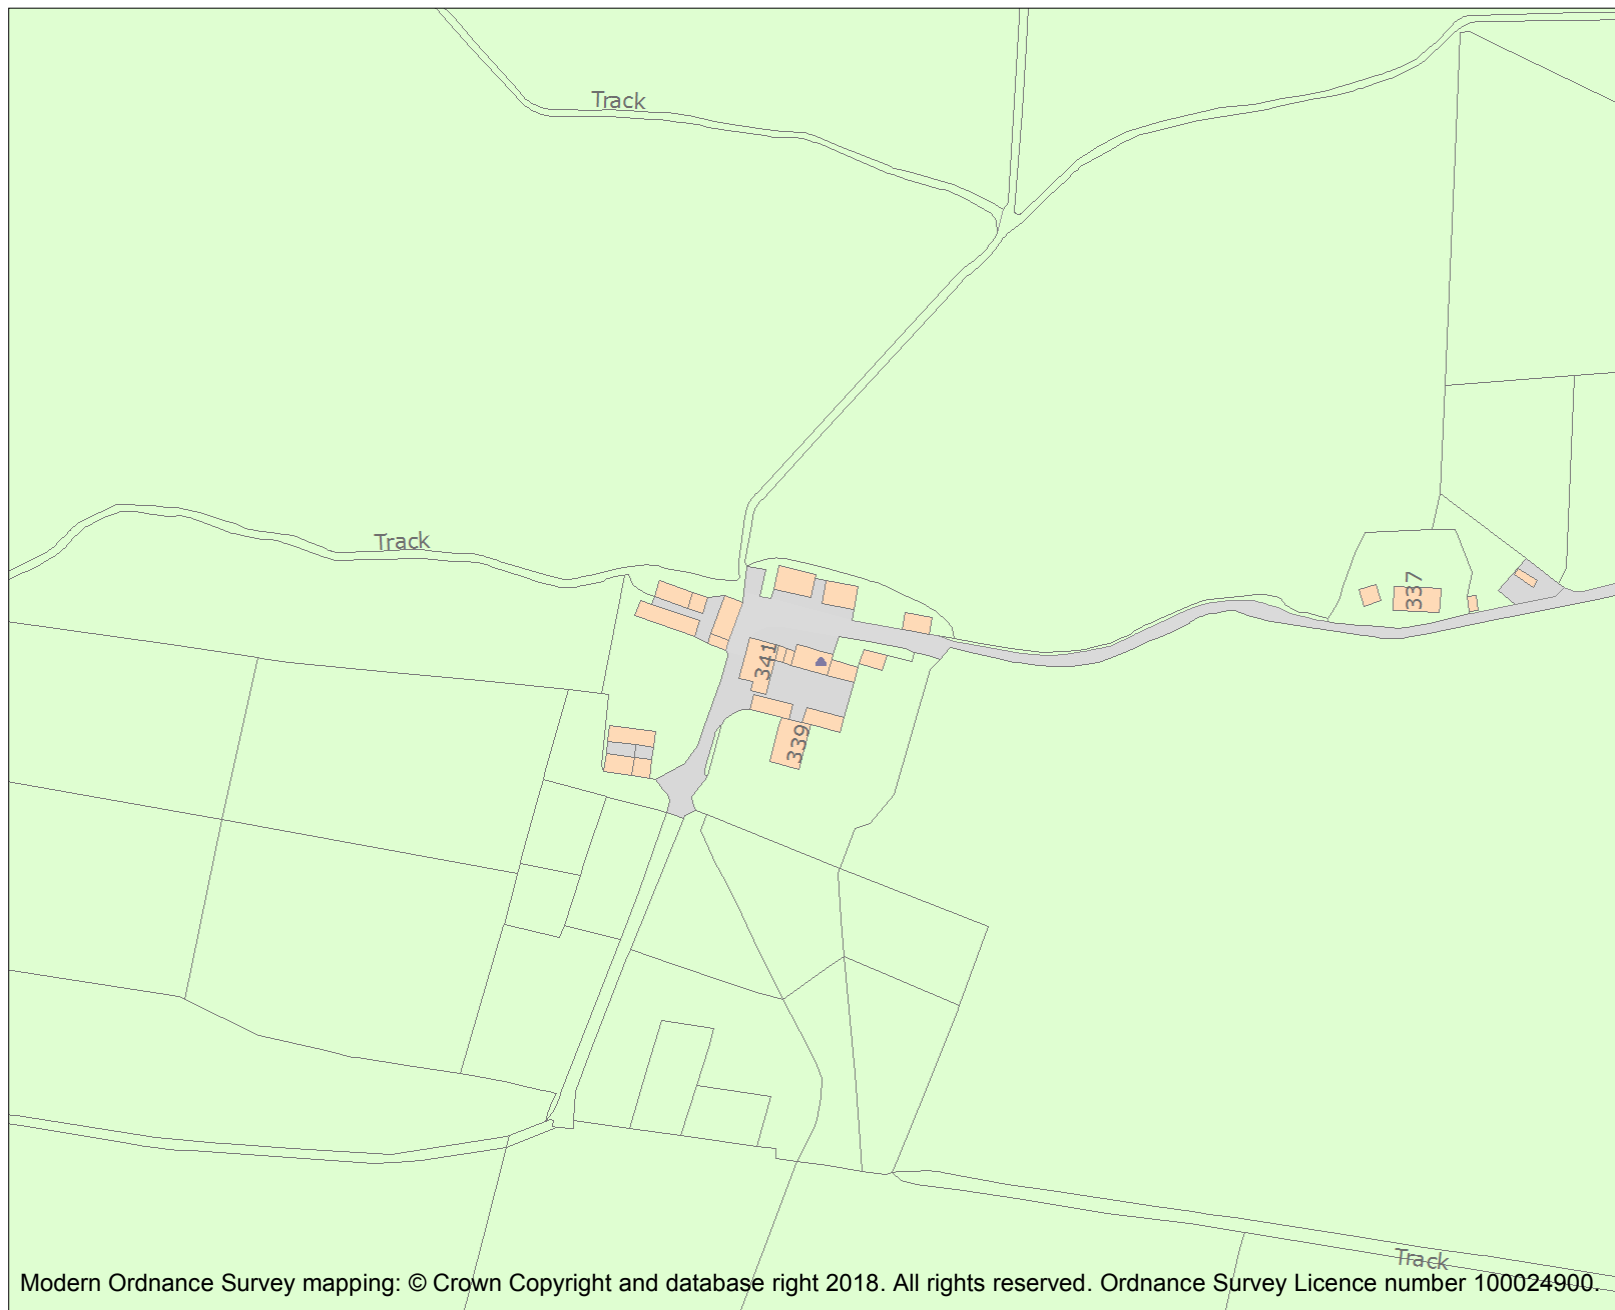 Track
Track
337
341
339
Track
Modern Ordnance Survey mapping: © Crown Copyright and database right 2018. All rights reserved. Ordnance Survey Licence number 100024900.